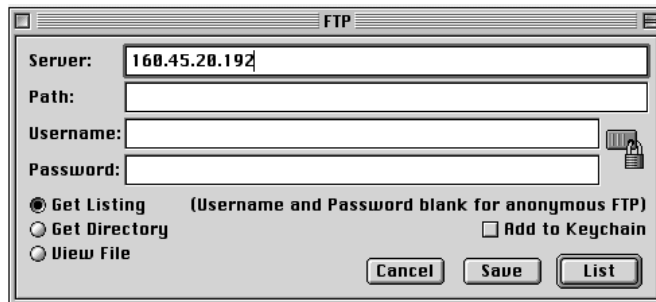 FTP
Server: 160.45.20.192
Path:
Username:
Password:
Get Listing (Username and Password blank for anonymous FTP)
Get Directory Add to Keychain
View File
Cancel Save List